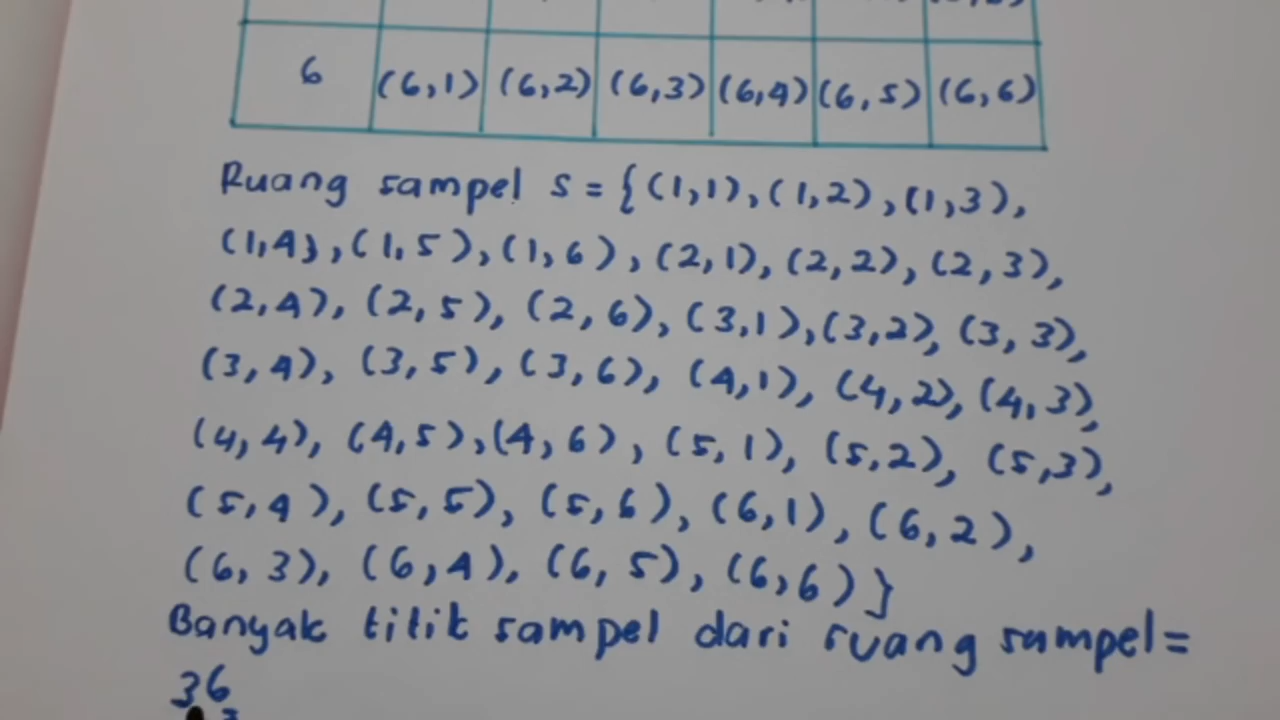 6 (6,1) (6,2) (6,3) (6,4) (6,5) (6,6)
Ruang sampel S = {(1,1), (1,2), (1,3),
(1,4), (1,5), (1,6), (2,1), (2,2), (2,3),
(2,4), (2,5), (2,6), (3,1), (3,2), (3,3),
(3,4), (3,5), (3,6), (4,1), (4,2), (4,3),
(4,4), (4,5), (4,6), (5,1), (5,2), (5,3),
(5,4), (5,5), (5,6), (6,1), (6,2),
(6,3), (6,4), (6,5), (6,6)}
Banyak titik sampel dari ruang sampel =
36